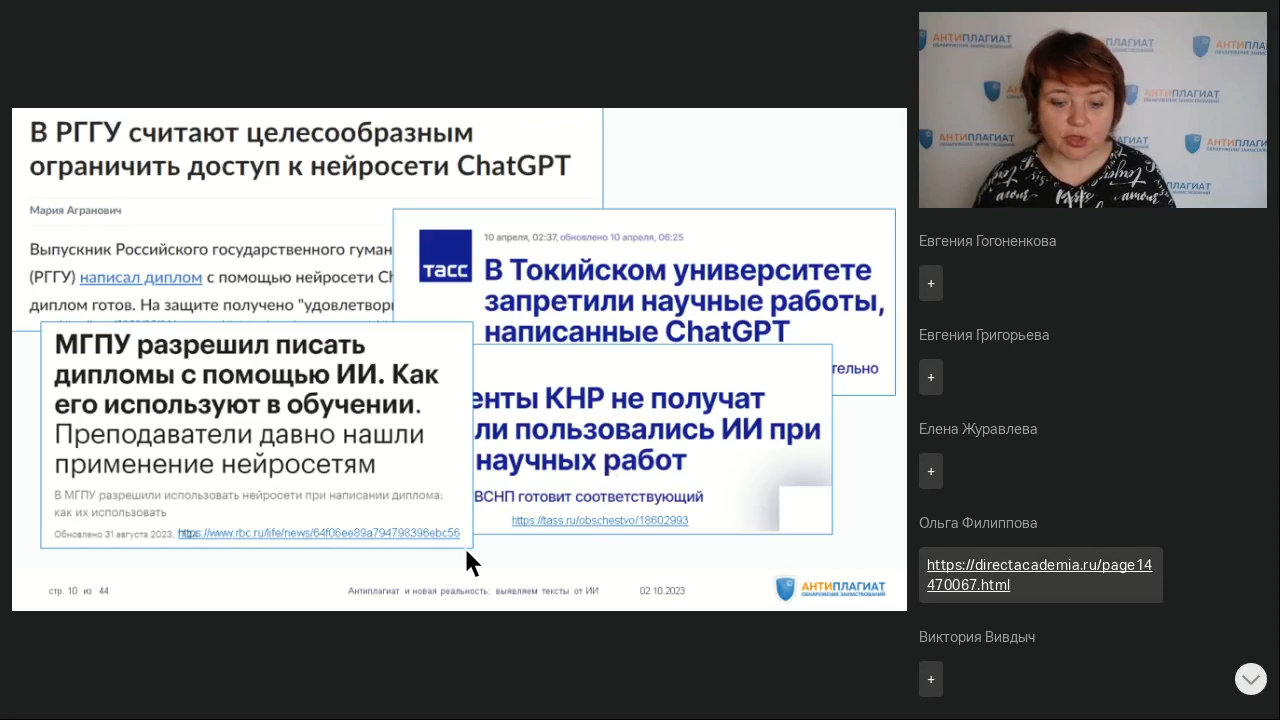 В РГГУ считают целесообразным
ограничить доступ к нейросети ChatGPT
Мария Агранович
Выпускник Российского государственного гуман
(РГГУ) написал диплом с помощью нейросети Ch
диплом готов. На защите получено "удовлетвори
10 апреля, 02:37, обновлено 10 апреля, 06:25
ТАСС
В Токийском университете
запретили научные работы,
написанные ChatGPT
тельно
МГПУ разрешил писать
дипломы с помощью ИИ. Как
его используют в обучении.
Преподаватели давно нашли
применение нейросетям
В МГПУ разрешили использовать нейросети при написании диплома:
как их использовать
Обновлено 31 августа 2023, https://www.rbc.ru/life/news/64f06ee89a794798396ebc56
енты КНР не получат
ли пользовались ИИ при
научных работ
ВСНП готовит соответствующий
https://tass.ru/obschestvo/18602993
стр. 10 из 44
Антиплагиат и новая реальность: выявляем тексты от ИИ
02.10.2023
АНТИПЛАГИАТ
ОБНАРУЖЕНИЕ ЗАИМСТВОВАНИЙ
АНТИПЛАГИАТ
Евгения Гогоненкова
+
Евгения Григорьева
+
Елена Журавлева
+
Ольга Филиппова
https://directacademia.ru/page14
470067.html
Виктория Вивдыч
+